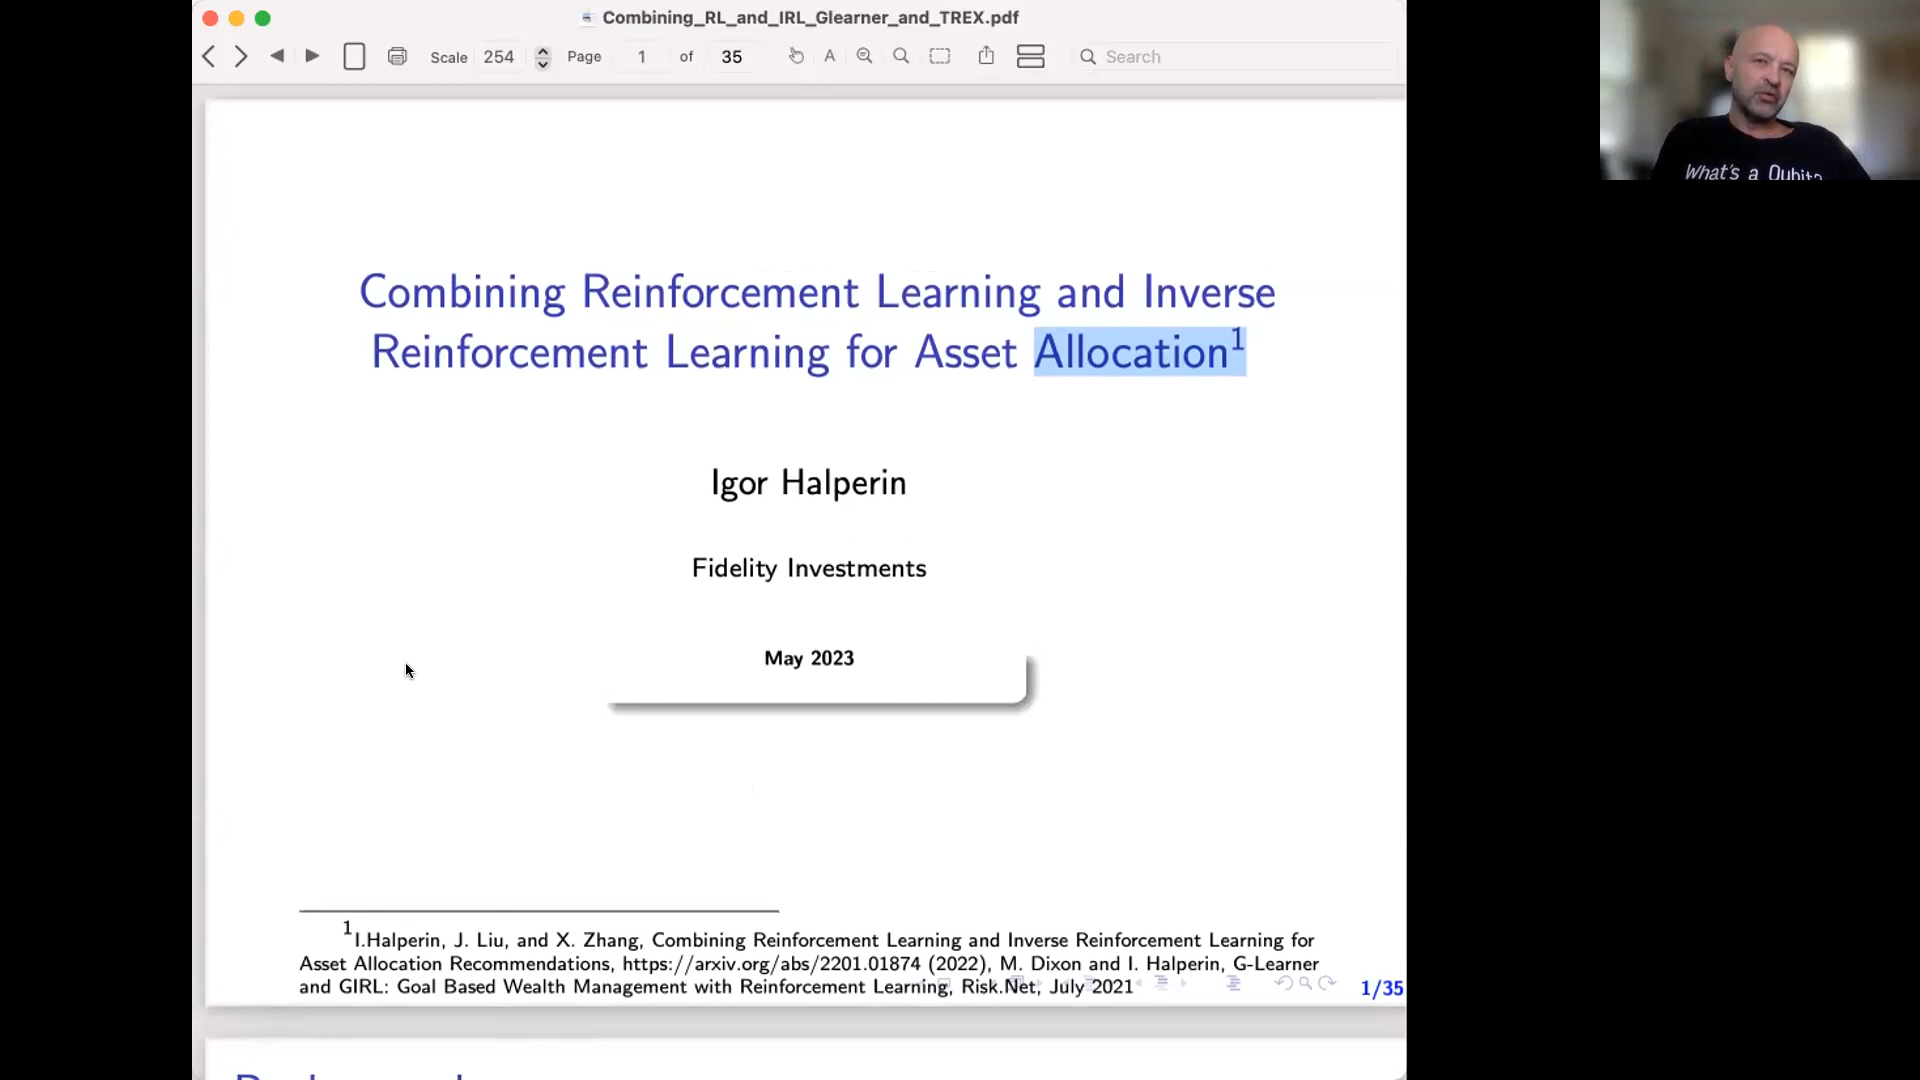 Combining_RL_and_IRL_Glearner_and_TREX.pdf
Scale 254 Page 1 of 35 A Search
Combining Reinforcement Learning and Inverse
Reinforcement Learning for Asset Allocation¹
Igor Halperin
Fidelity Investments
May 2023
¹I.Halperin, J. Liu, and X. Zhang, Combining Reinforcement Learning and Inverse Reinforcement Learning for
Asset Allocation Recommendations, https://arxiv.org/abs/2201.01874 (2022), M. Dixon and I. Halperin, G-Learner
and GIRL: Goal Based Wealth Management with Reinforcement Learning, Risk.Net, July 2021
1/35
What's a